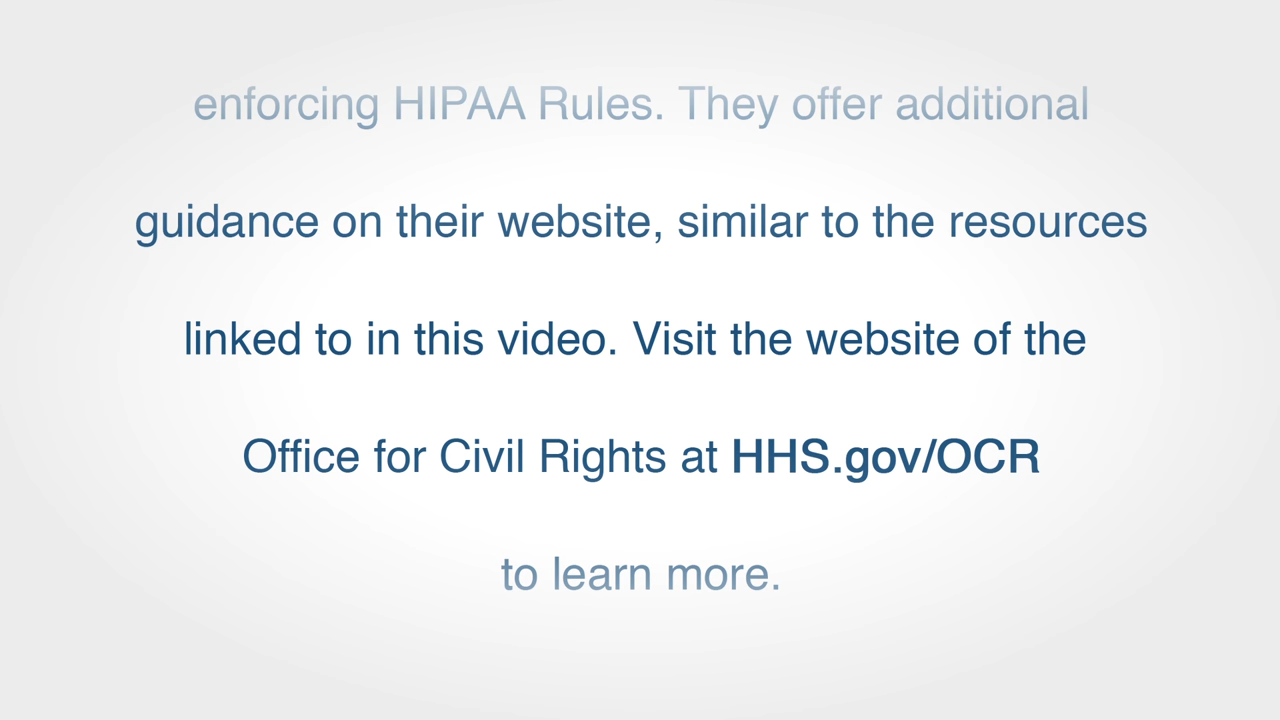 enforcing HIPAA Rules. They offer additional
guidance on their website, similar to the resources
linked to in this video. Visit the website of the
Office for Civil Rights at HHS.gov/OCR
to learn more.